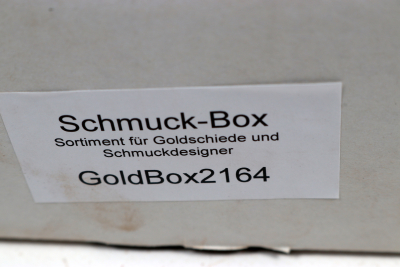 Schmuck-Box
Sortiment für Goldschiede und
Schmuckdesigner
GoldBox2164